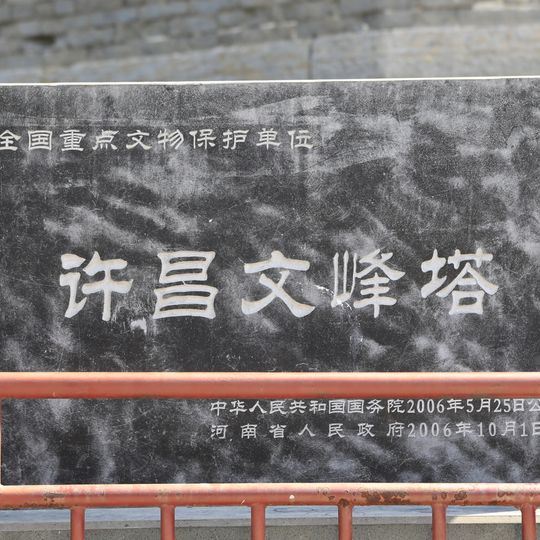 全国重点文物保护单位
许昌文峰塔
中华人民共和国国务院2006年5月25日公
河南省人民政府2006年10月1日